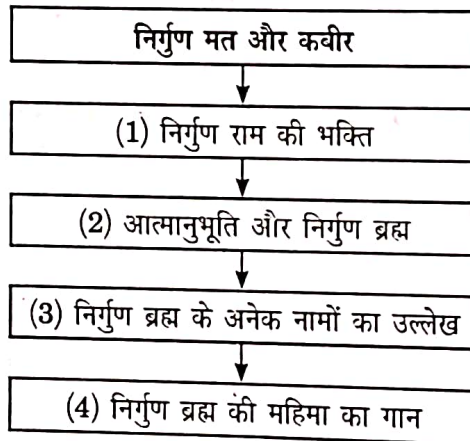 निर्गुण मत और कबीर
(1) निर्गुण राम की भक्ति
(2) आत्मानुभूति और निर्गुण ब्रह्म
(3) निर्गुण ब्रह्म के अनेक नामों का उल्लेख
(4) निर्गुण ब्रह्म की महिमा का गान